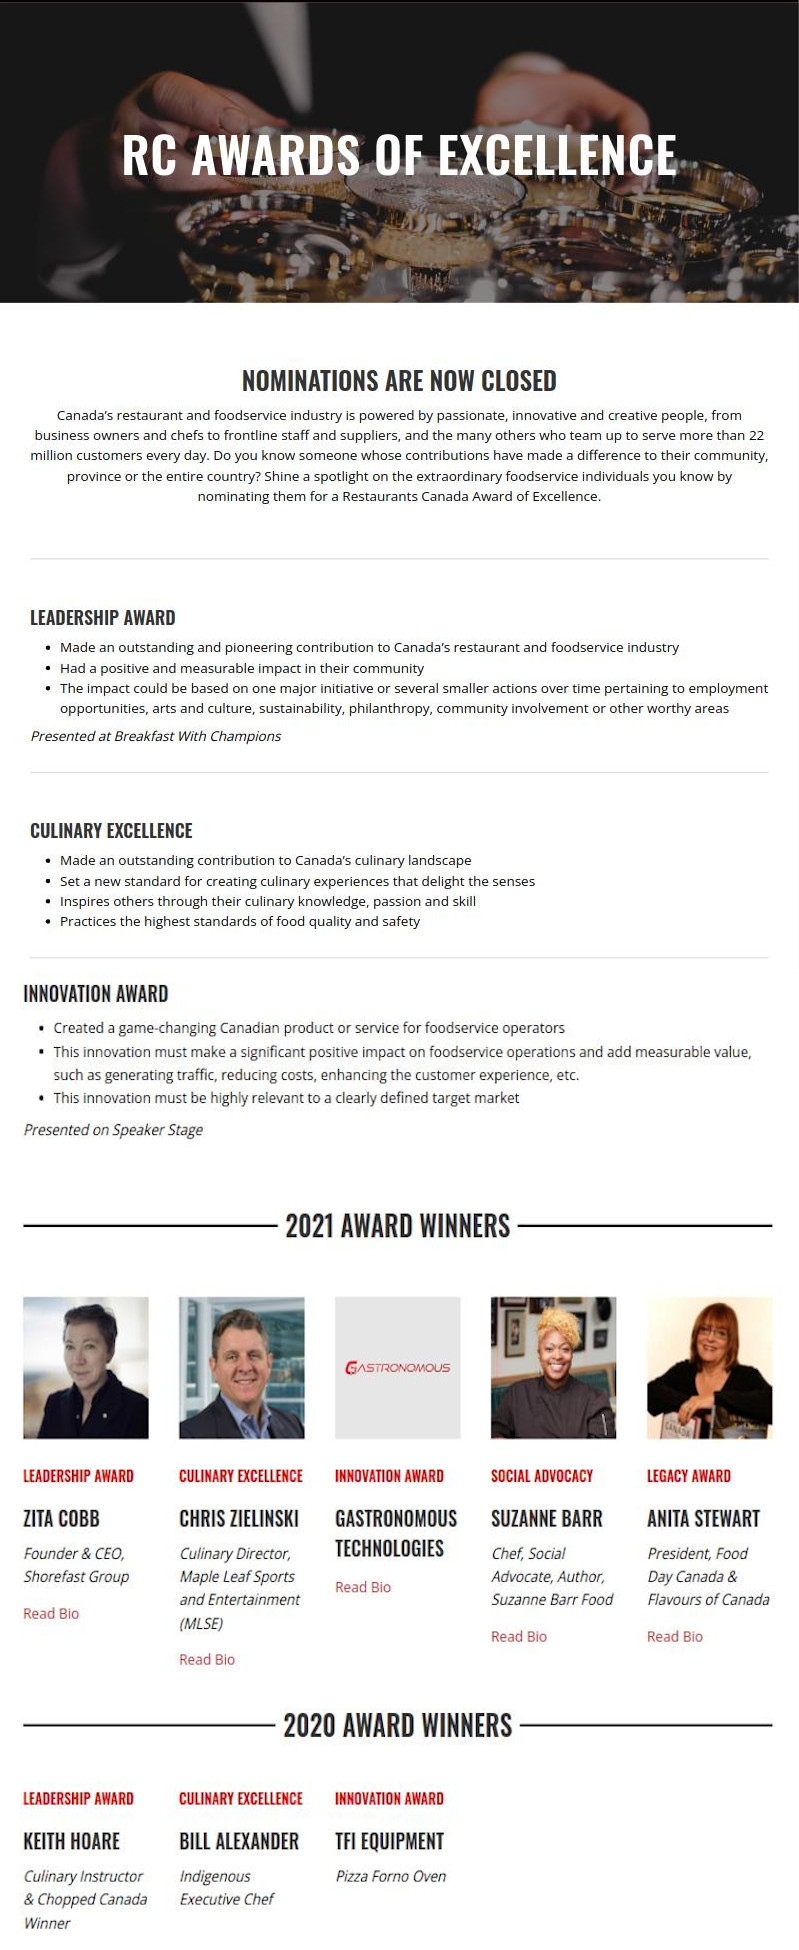 RC AWARDS OF EXCELLENCE
NOMINATIONS ARE NOW CLOSED
Canada's restaurant and foodservice industry is powered by passionate, innovative and creative people, from
business owners and chefs to frontline staff and suppliers, and the many others who team up to serve more than 22
million customers every day. Do you know someone whose contributions have made a difference to their community,
province or the entire country? Shine a spotlight on the extraordinary foodservice individuals you know by
nominating them for a Restaurants Canada Award of Excellence.
LEADERSHIP AWARD
• Made an outstanding and pioneering contribution to Canada's restaurant and foodservice industry
• Had a positive and measurable impact in their community
• The impact could be based on one major initiative or several smaller actions over time pertaining to employment
opportunities, arts and culture, sustainability, philanthropy, community involvement or other worthy areas
Presented at Breakfast With Champions
CULINARY EXCELLENCE
• Made an outstanding contribution to Canada's culinary landscape
• Set a new standard for creating culinary experiences that delight the senses
• Inspires others through their culinary knowledge, passion and skill
• Practices the highest standards of food quality and safety
INNOVATION AWARD
• Created a game-changing Canadian product or service for foodservice operators
• This innovation must make a significant positive impact on foodservice operations and add measurable value,
such as generating traffic, reducing costs, enhancing the customer experience, etc.
• This innovation must be highly relevant to a clearly defined target market
Presented on Speaker Stage
2021 AWARD WINNERS
GASTRONOMOUS
CANADA
LEADERSHIP AWARD
ZITA COBB
Founder & CEO,
Shorefast Group
Read Bio
CULINARY EXCELLENCE
CHRIS ZIELINSKI
Culinary Director,
Maple Leaf Sports
and Entertainment
(MLSE)
Read Bio
INNOVATION AWARD
GASTRONOMOUS
TECHNOLOGIES
Read Bio
SOCIAL ADVOCACY
SUZANNE BARR
Chef, Social
Advocate, Author,
Suzanne Barr Food
Read Bio
LEGACY AWARD
ANITA STEWART
President, Food
Day Canada &
Flavours of Canada
Read Bio
2020 AWARD WINNERS
LEADERSHIP AWARD
KEITH HOARE
Culinary Instructor
& Chopped Canada
Winner
CULINARY EXCELLENCE
BILL ALEXANDER
Indigenous
Executive Chef
INNOVATION AWARD
TFI EQUIPMENT
Pizza Forno Oven